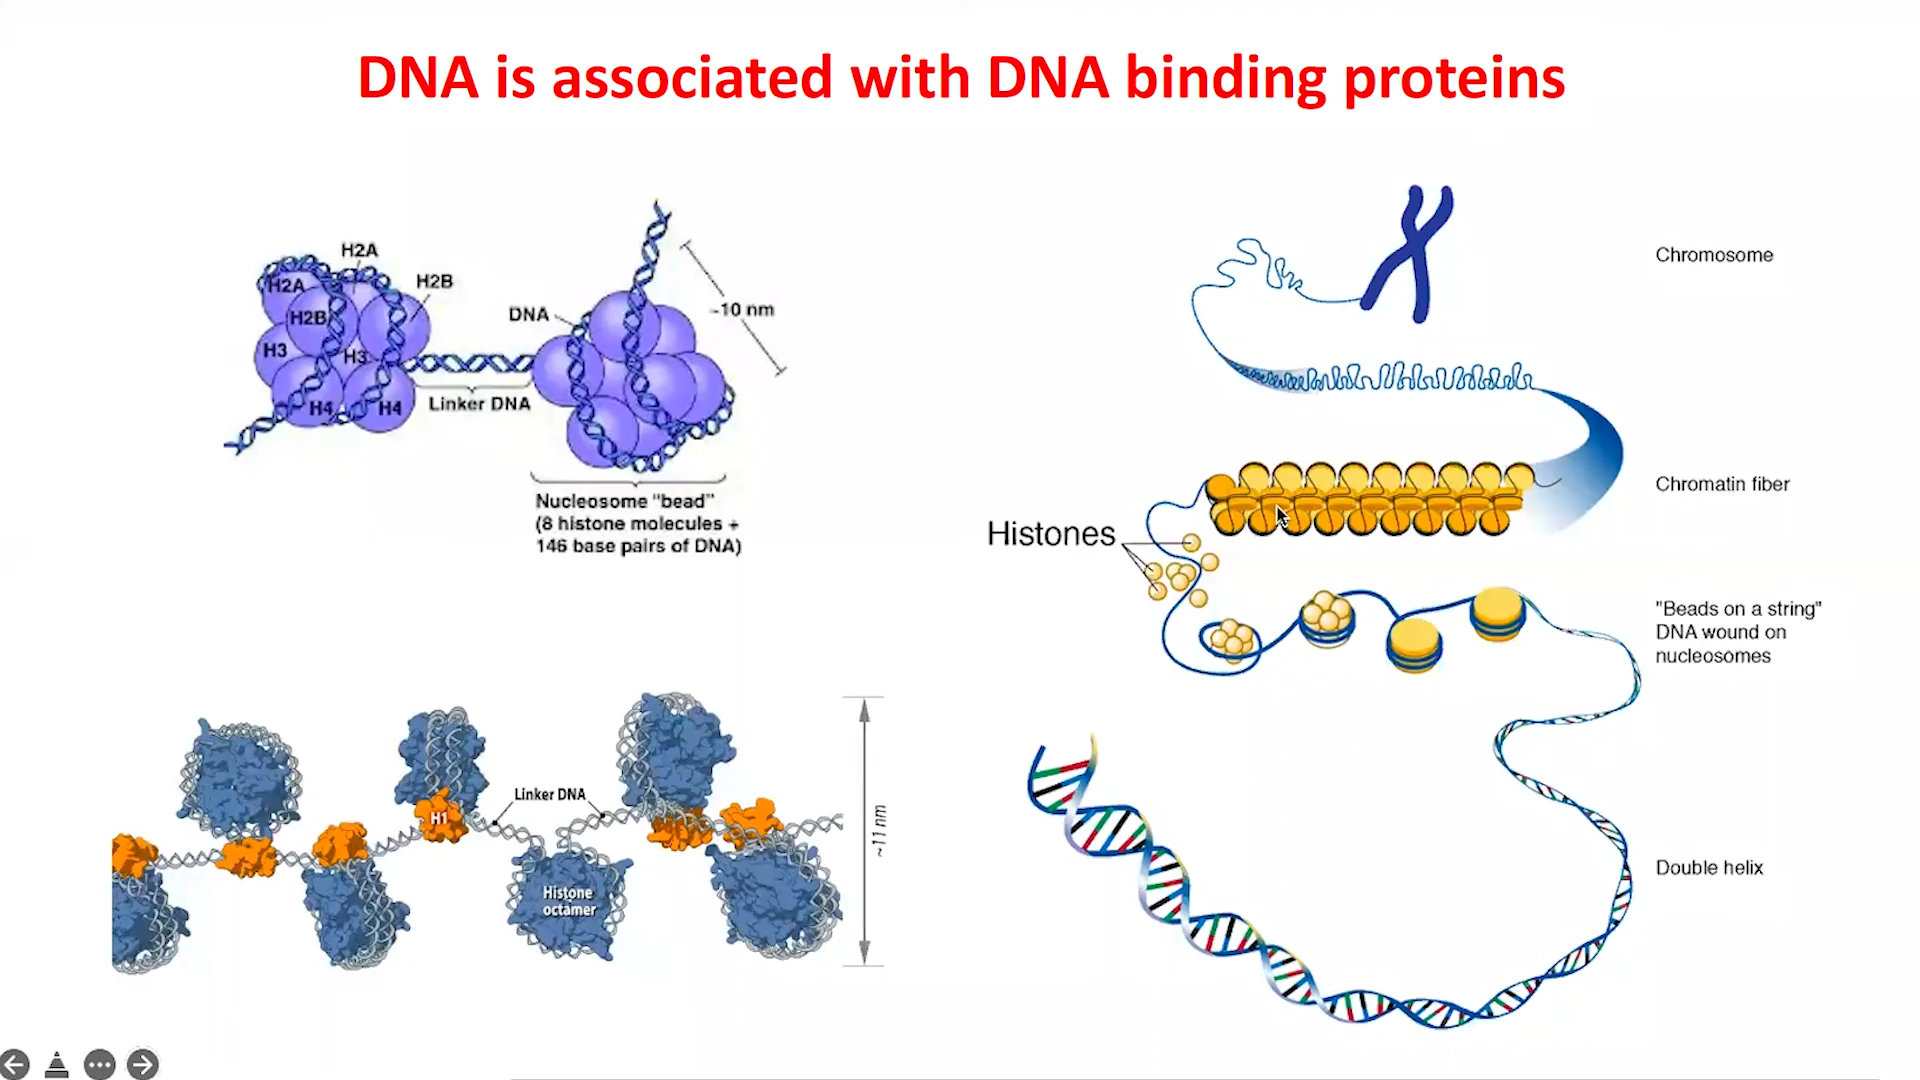 DNA is associated with DNA binding proteins
H2A
H2A
H2B
H2B
H3
H3
H4
H4
Linker DNA
DNA
~10 nm
Nucleosome "bead"
(8 histone molecules +
146 base pairs of DNA)
H1
Linker DNA
Histone
octamer
~11 nm
Chromosome
Chromatin fiber
Histones
"Beads on a string"
DNA wound on
nucleosomes
Double helix